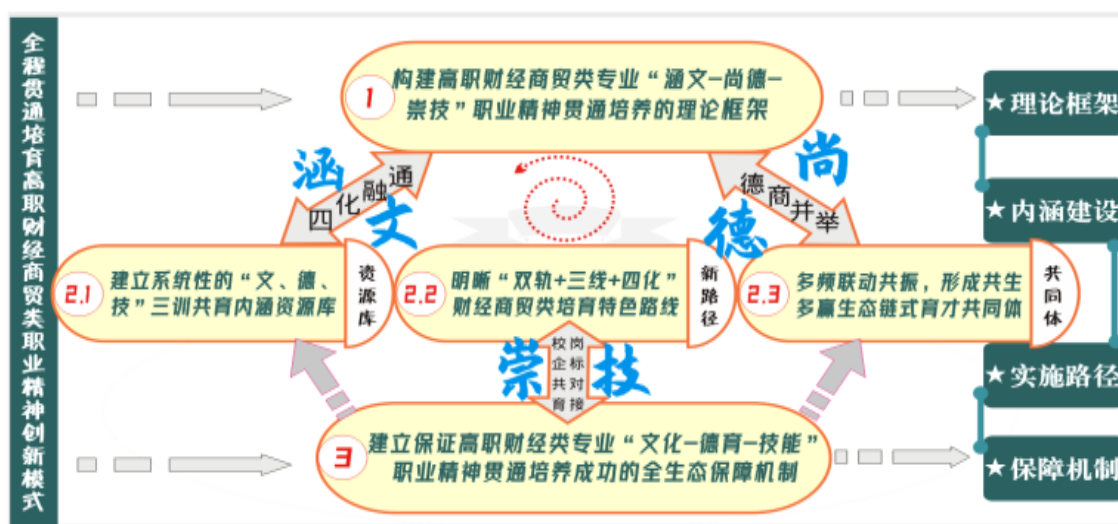 全程贯通培育高职财经商贸类职业精神创新模式
1
构建高职财经商贸类专业“涵文-尚德-
崇技”职业精神贯通培养的理论框架
★理论框架
涵文
四化融通
尚德
德商并举
★内涵建设
2.1
建立系统性的“文、德、
技”三训共育内涵资源库
资源库
2.2
明晰“双轨+三线+四化”
财经商贸类培育特色路线
新路径
2.3
多频联动共振，形成共生
多赢生态链式育才共同体
共同体
崇技
校企共育
岗标对接
★实施路径
3
建立保证高职财经类专业“文化-德育-技能”
职业精神贯通培养成功的全生态保障机制
★保障机制